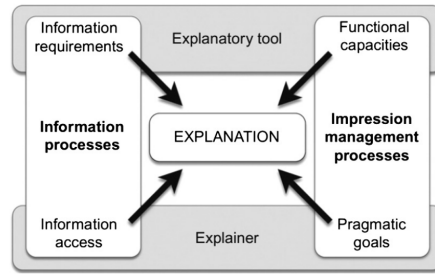 Information
requirements
Explanatory tool
Functional
capacities
Information
processes
EXPLANATION
Impression
management
processes
Information
access
Explainer
Pragmatic
goals